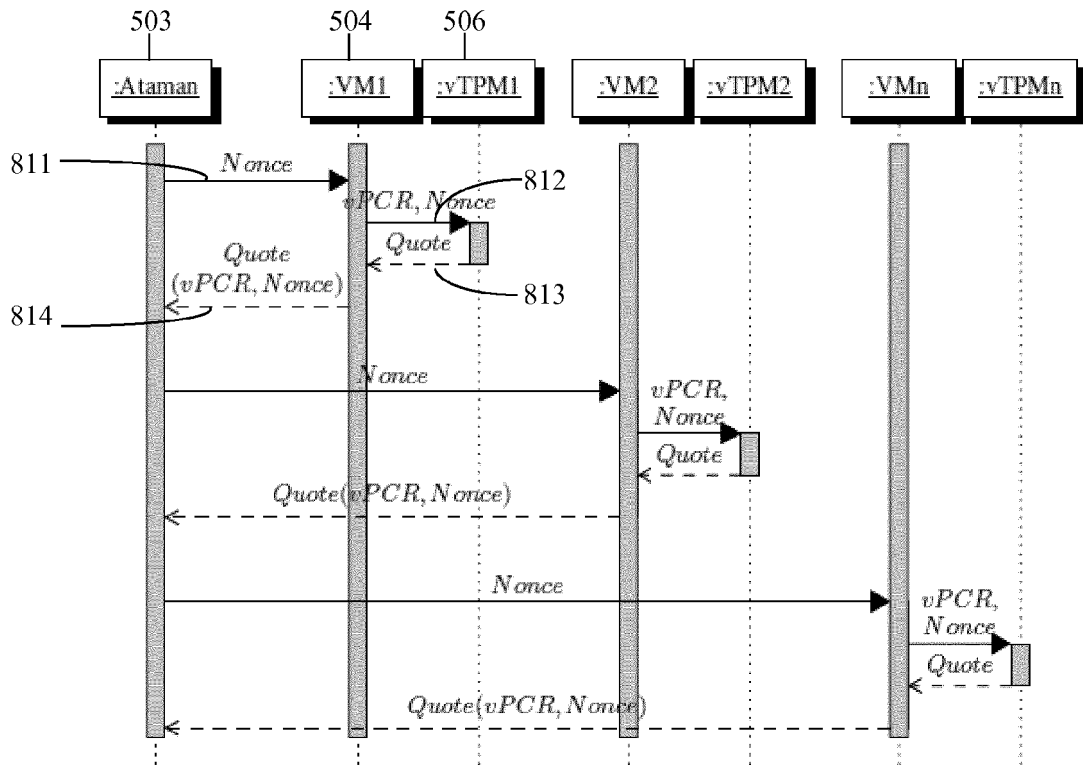 503 504 506
:Ataman :VM1 :vTPM1 :VM2 :vTPM2 :VMn :vTPMn
811 Nonce
vPCR, Nonce 812
Quote
Quote
(vPCR, Nonce) 813
814
Nonce
vPCR,
Nonce
Quote
Quote(vPCR, Nonce)
Nonce
vPCR,
Nonce
Quote
Quote(vPCR, Nonce)